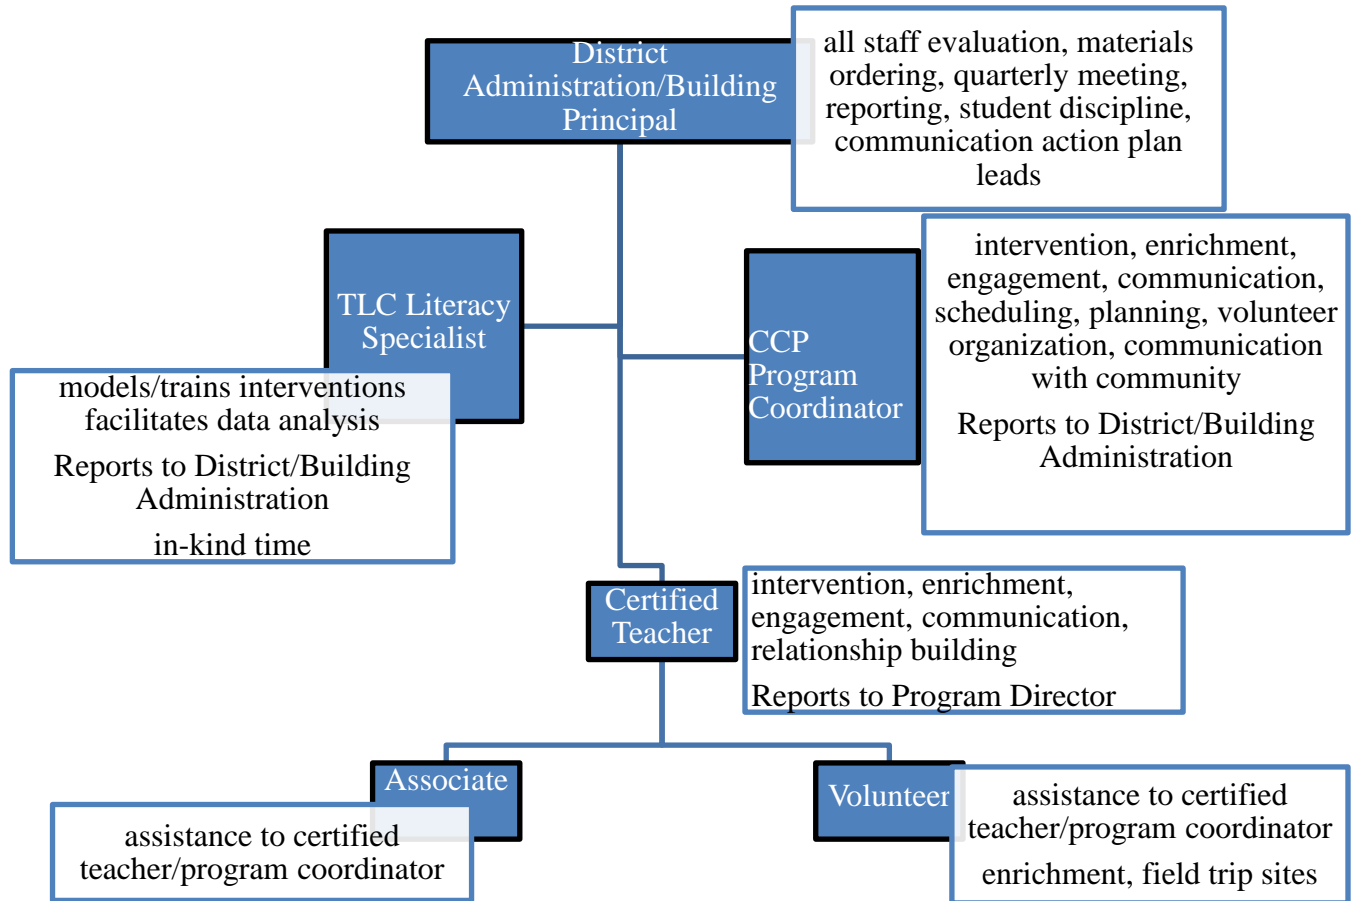 District
Administration/Building
Principal
all staff evaluation, materials
ordering, quarterly meeting,
reporting, student discipline,
communication action plan
leads
TLC Literacy
Specialist
models/trains interventions
facilitates data analysis
Reports to District/Building
Administration
in-kind time
CCP
Program
Coordinator
intervention, enrichment,
engagement, communication,
scheduling, planning, volunteer
organization, communication
with community
Reports to District/Building
Administration
Certified
Teacher
intervention, enrichment,
engagement, communication,
relationship building
Reports to Program Director
Associate
assistance to certified
teacher/program coordinator
Volunteer
assistance to certified
teacher/program coordinator
enrichment, field trip sites